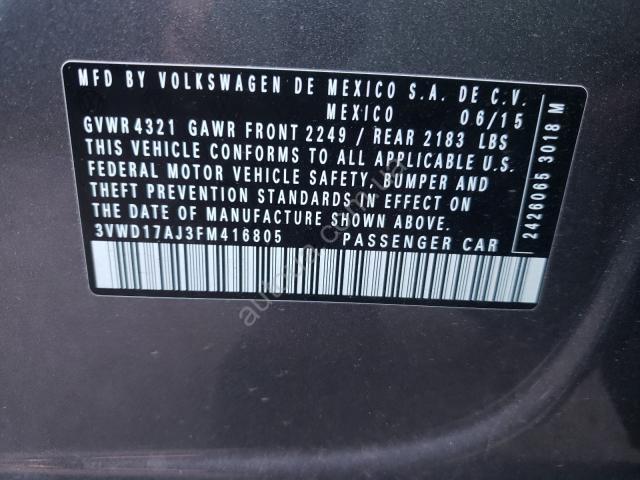 MFD BY VOLKSWAGEN DE MEXICO S.A. DE C.V.
MEXICO 06/15
GVWR 4321 GAWR FRONT 2249 / REAR 2183 LBS
THIS VEHICLE CONFORMS TO ALL APPLICABLE U.S.
FEDERAL MOTOR VEHICLE SAFETY, BUMPER AND
THEFT PREVENTION STANDARDS IN EFFECT ON
THE DATE OF MANUFACTURE SHOWN ABOVE.
3VWD17AJ3FM416805 PASSENGER CAR
2426065 3018 M